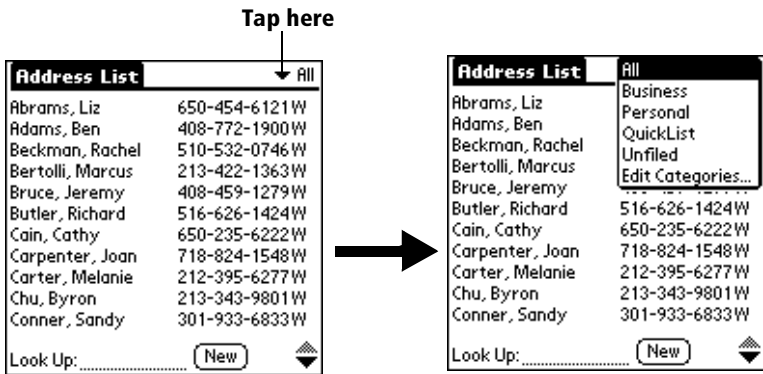 Tap here
Address List All
Abrams, Liz 650-454-6121W
Adams, Ben 408-772-1900W
Beckman, Rachel 510-532-0746W
Bertolli, Marcus 213-422-1363W
Bruce, Jeremy 408-459-1279W
Butler, Richard 516-626-1424W
Cain, Cathy 650-235-6222W
Carpenter, Joan 718-824-1548W
Carter, Melanie 212-395-6277W
Chu, Byron 213-343-9801W
Conner, Sandy 301-933-6833W
Look Up: New
Address List All
Business
Abrams, Liz
Personal
Adams, Ben
QuickList
Beckman, Rachel
Unfiled
Bertolli, Marcus
Edit Categories...
Bruce, Jeremy
Butler, Richard 516-626-1424W
Cain, Cathy 650-235-6222W
Carpenter, Joan 718-824-1548W
Carter, Melanie 212-395-6277W
Chu, Byron 213-343-9801W
Conner, Sandy 301-933-6833W
Look Up: New